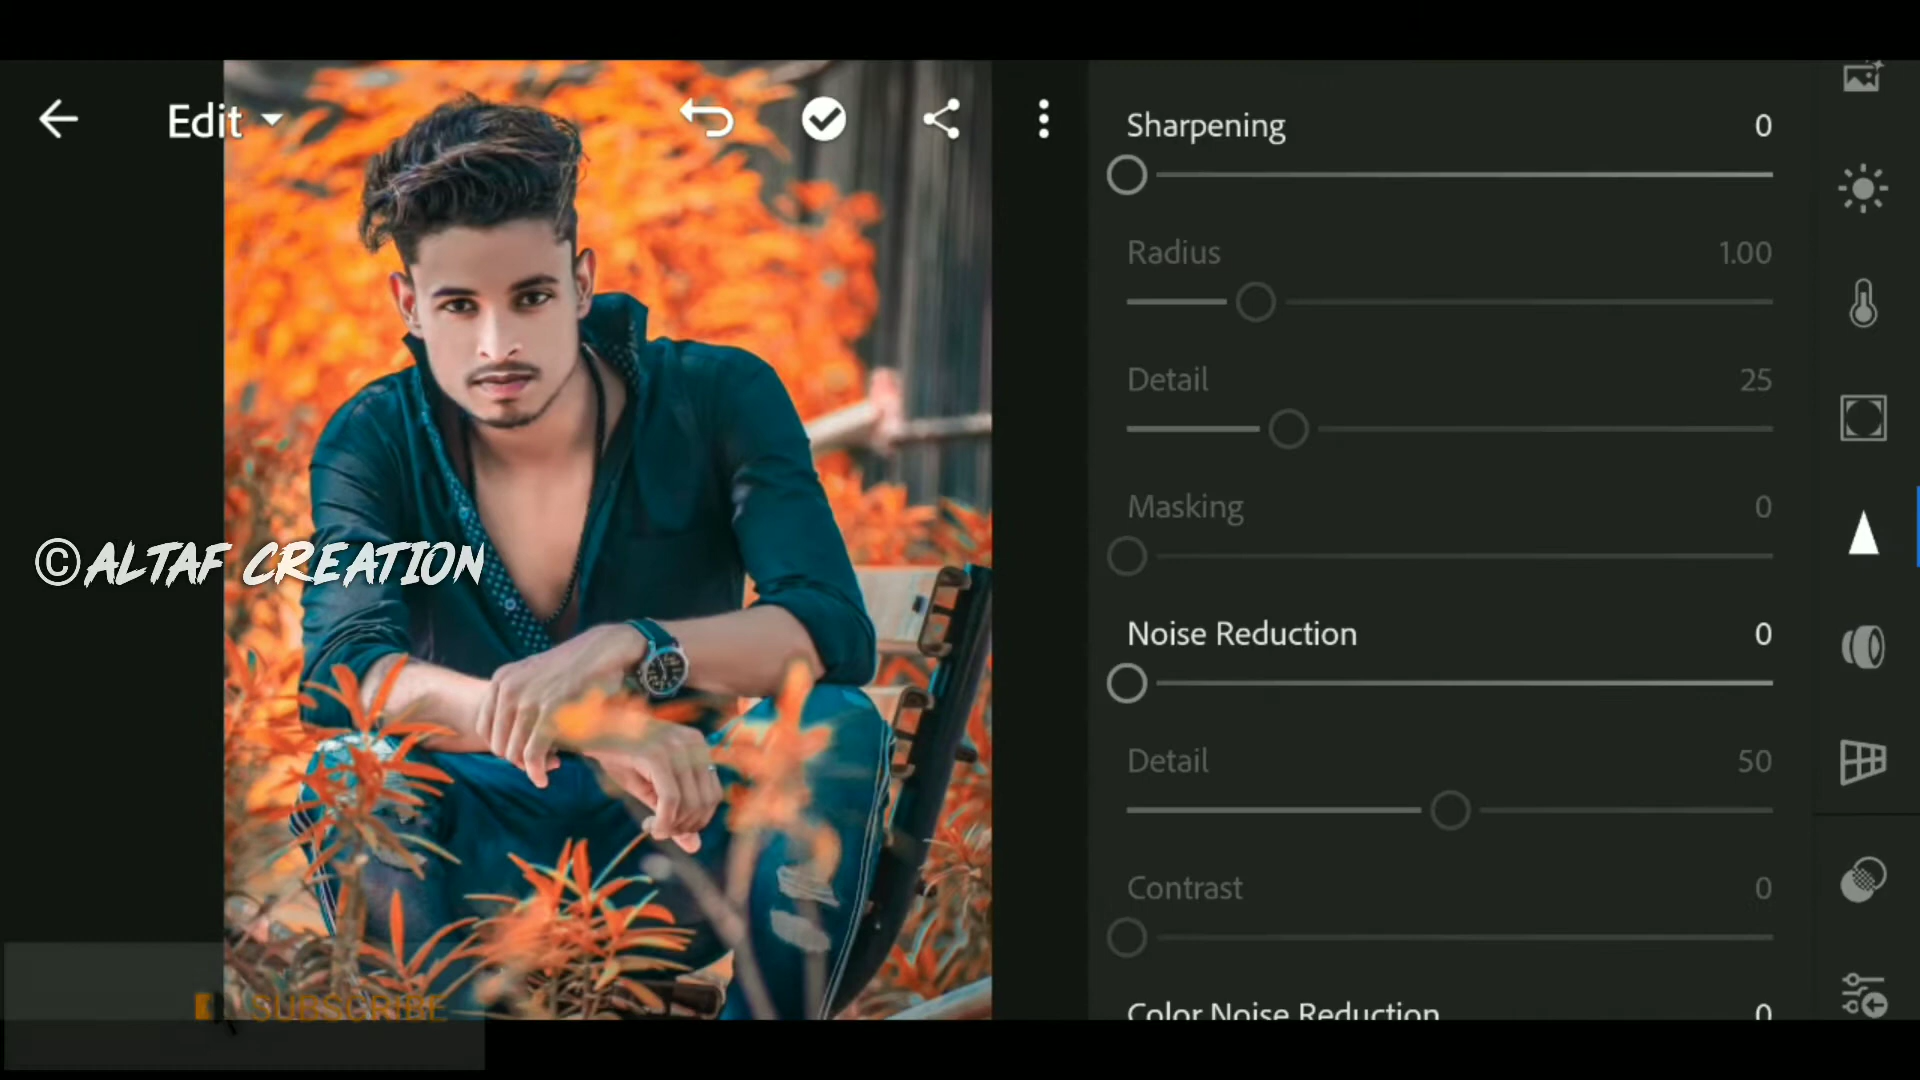 Edit
Sharpening 0
Radius 1.00
Detail 25
Masking 0
©ALTAF CREATION
Noise Reduction 0
Detail 50
Contrast 0
SUBSCRIBE
Color Noise Reduction 0